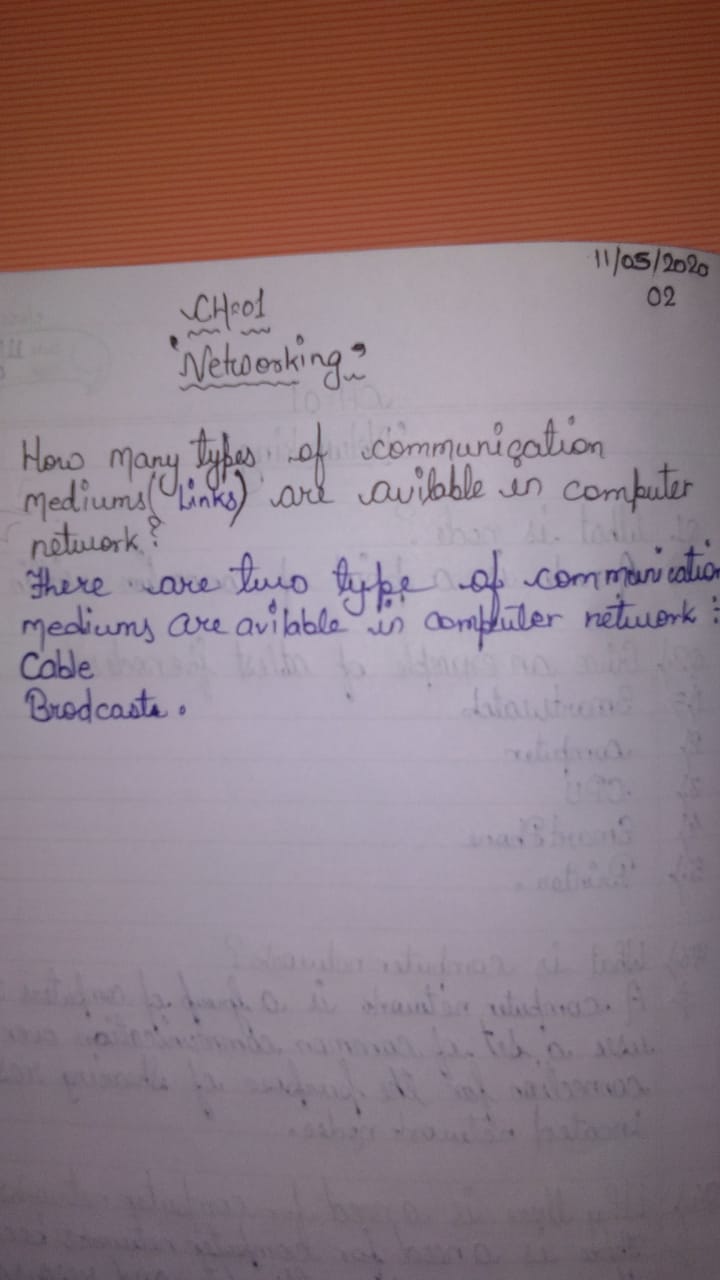 11/05/2020
02
CH-01
"Networking"
How many types of communication
mediums(Links) are avilable in computer
network?
There are two type of communication
mediums are avilable in computer network:
Cable
Brodcasts.